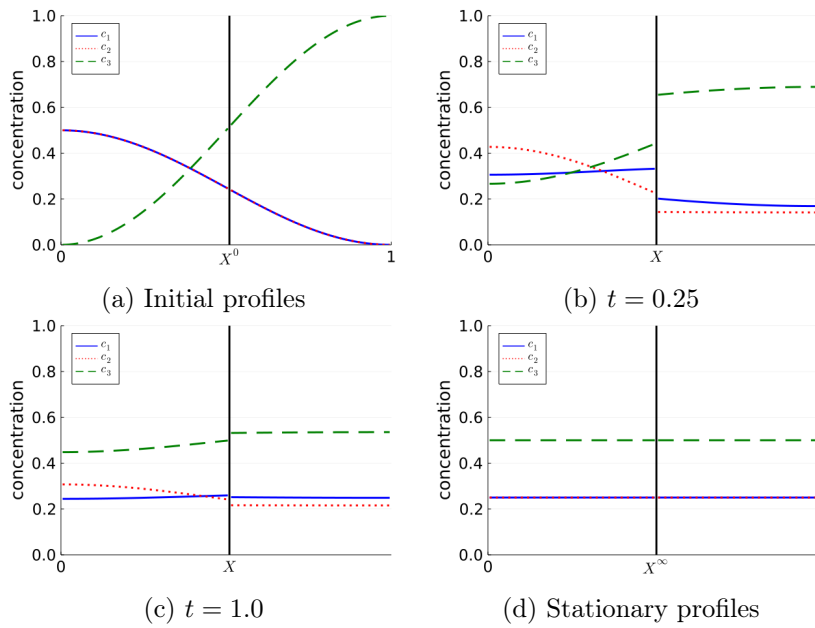 1.0
0.8
0.6
0.4
0.2
0.0
concentration
c₁
c₂
c₃
0
X⁰
1
(a) Initial profiles
1.0
0.8
0.6
0.4
0.2
0.0
concentration
c₁
c₂
c₃
0
X
(b) t = 0.25
1.0
0.8
0.6
0.4
0.2
0.0
concentration
c₁
c₂
c₃
0
X
(c) t = 1.0
1.0
0.8
0.6
0.4
0.2
0.0
concentration
c₁
c₂
c₃
0
X^∞
(d) Stationary profiles